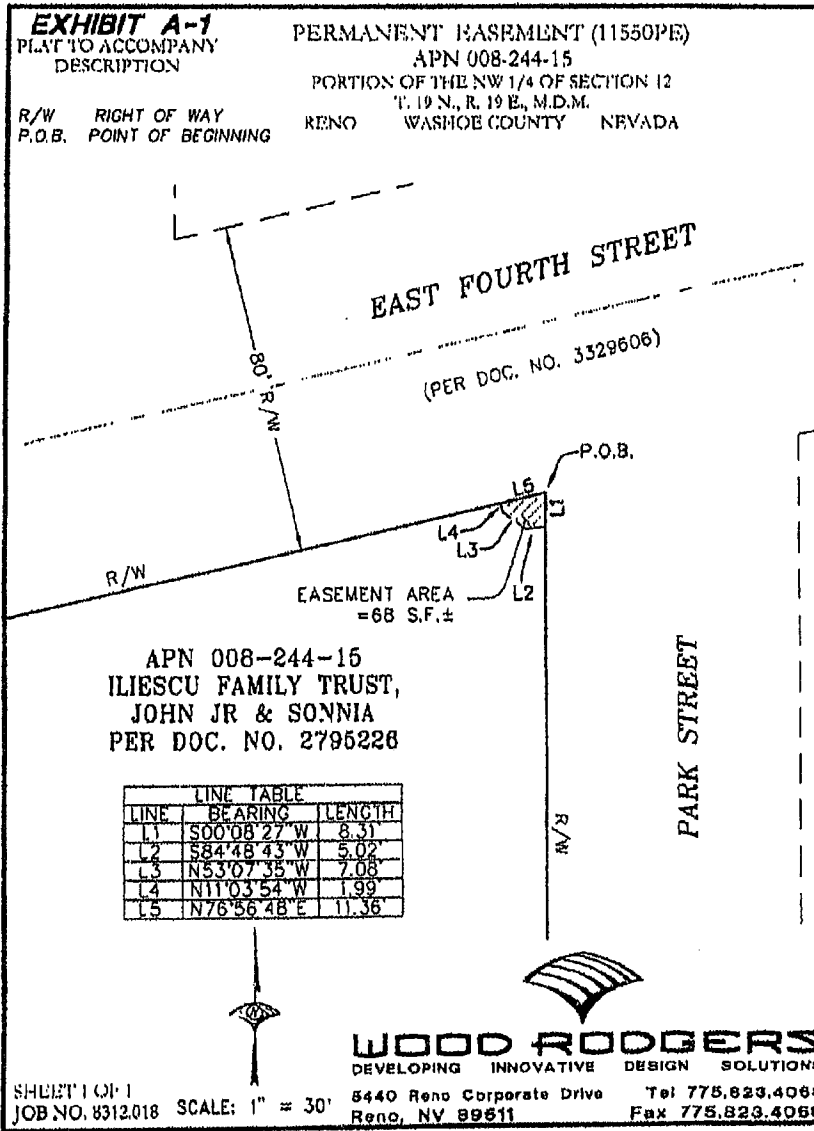 EXHIBIT A-1
PLAT TO ACCOMPANY
DESCRIPTION
R/W RIGHT OF WAY
P.O.B. POINT OF BEGINNING
PERMANENT EASEMENT (11550PE)
APN 008-244-15
PORTION OF THE NW 1/4 OF SECTION 12
T. 19 N., R. 19 E., M.D.M.
RENO WASHOE COUNTY NEVADA
EAST FOURTH STREET
(PER DOC. NO. 3329606)
80' R/W
P.O.B.
L5
L1
L4
L3
L2
R/W
EASEMENT AREA
=68 S.F.±
APN 008-244-15
ILIESCU FAMILY TRUST,
JOHN JR & SONNIA
PER DOC. NO. 2795226
PARK STREET
R/W
LINE TABLE
LINE BEARING LENGTH
L1 S00°08'27"W 8.31'
L2 S84°48'43"W 5.02'
L3 N53°07'35"W 7.08'
L4 N11°03'54"W 1.99'
L5 N76°56'48"E 11.36'
N
WOOD RODGERS
DEVELOPING INNOVATIVE DESIGN SOLUTIONS
5440 Reno Corporate Drive Tel 775.823.4068
Reno, NV 89511 Fax 775.823.4066
SHEET 1 OF 1
JOB NO. 8312.018 SCALE: 1" = 30'